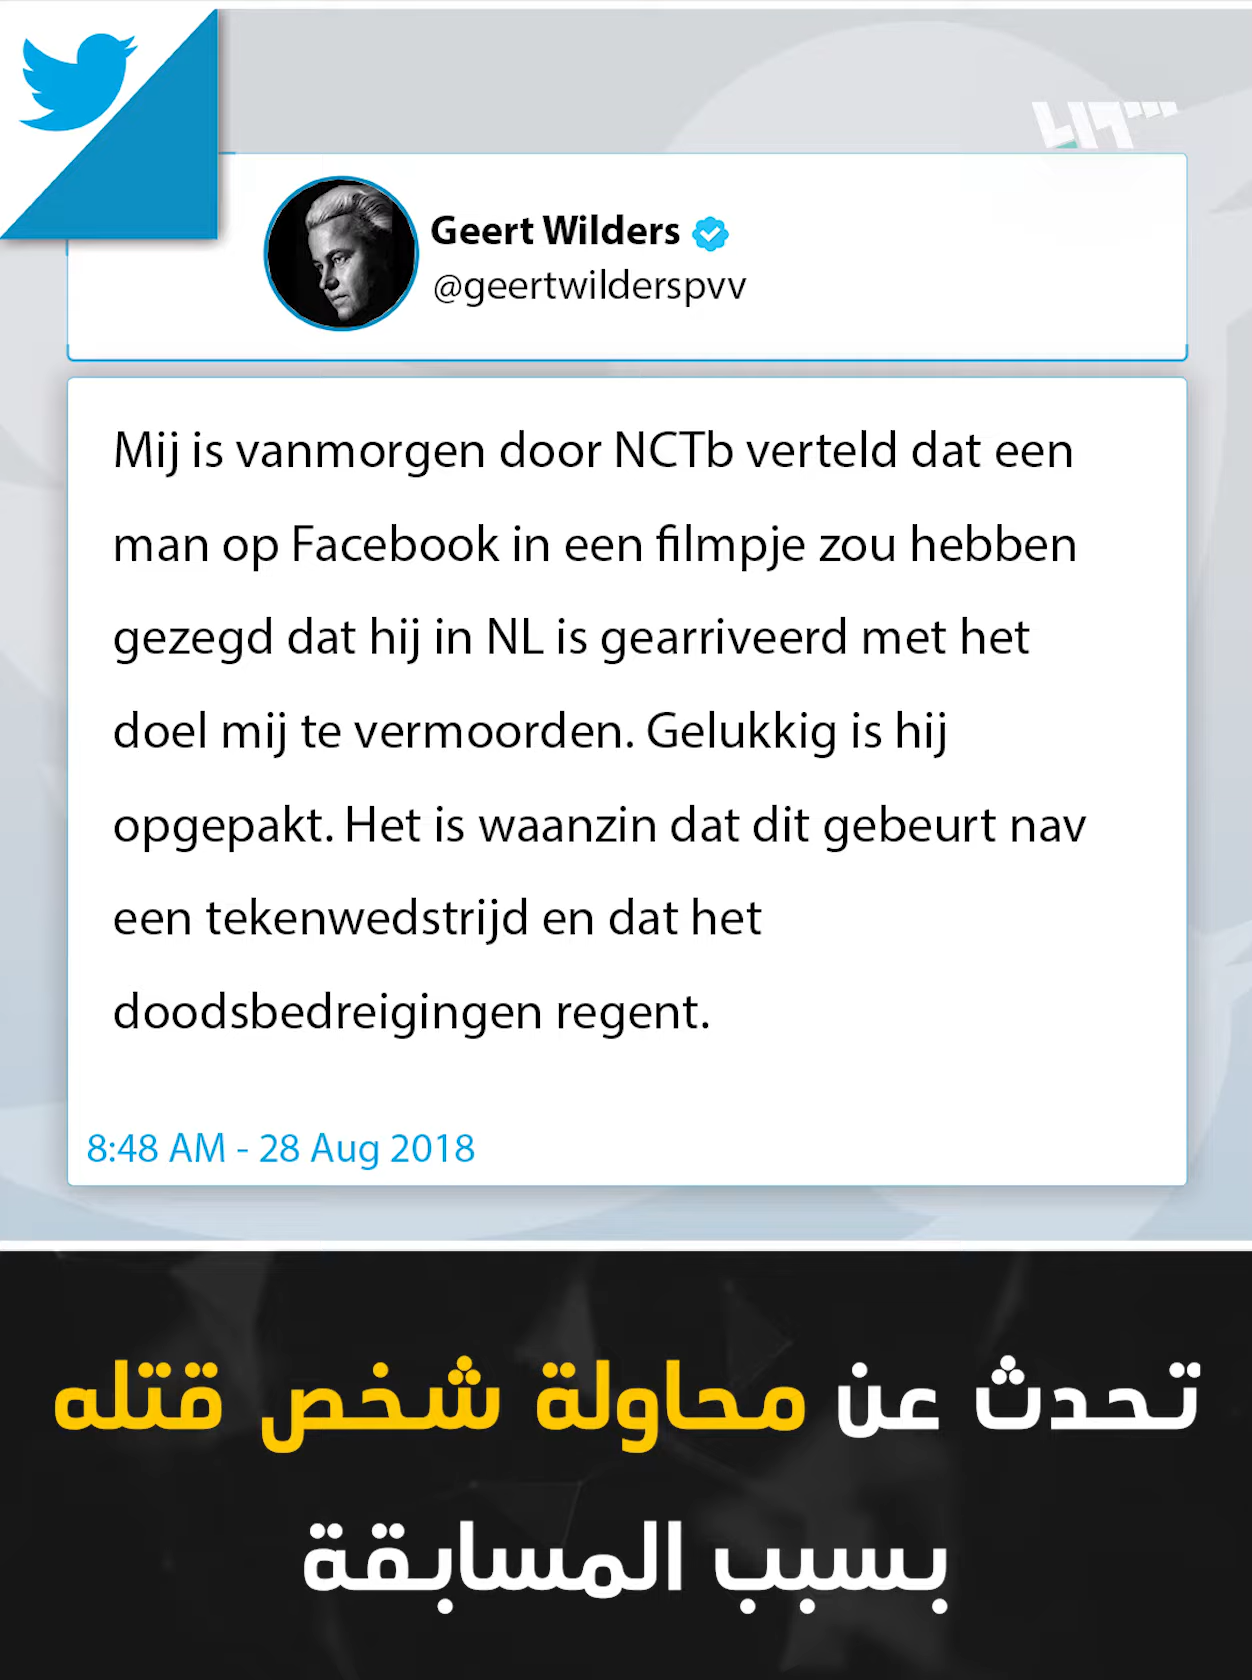 Geert Wilders
@geertwilderspvv
Mij is vanmorgen door NCTb verteld dat een
man op Facebook in een filmpje zou hebben
gezegd dat hij in NL is gearriveerd met het
doel mij te vermoorden. Gelukkig is hij
opgepakt. Het is waanzin dat dit gebeurt nav
een tekenwedstrijd en dat het
doodsbedreigingen regent.
8:48 AM - 28 Aug 2018
تحدث عن محاولة شخص قتله
بسبب المسابقة